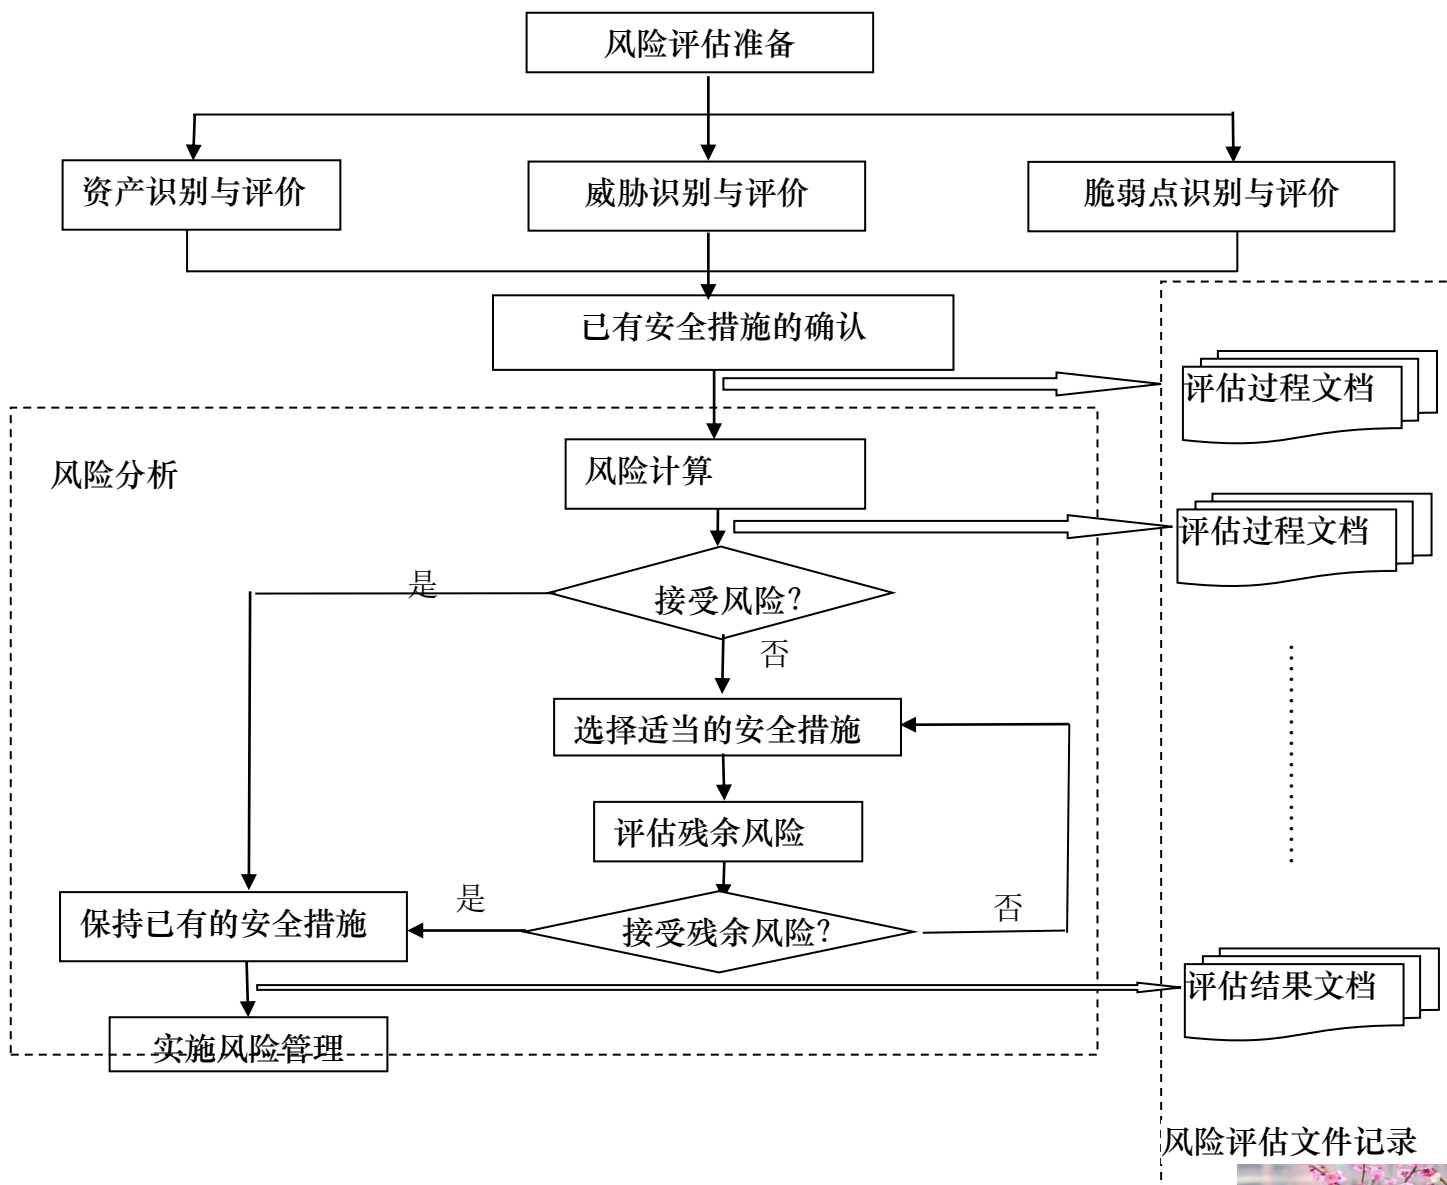 风险评估准备
资产识别与评价
威胁识别与评价
脆弱点识别与评价
已有安全措施的确认
评估过程文档
风险分析
风险计算
评估过程文档
是
接受风险？
否
选择适当的安全措施
评估残余风险
是
否
保持已有的安全措施
接受残余风险？
评估结果文档
实施风险管理
风险评估文件记录